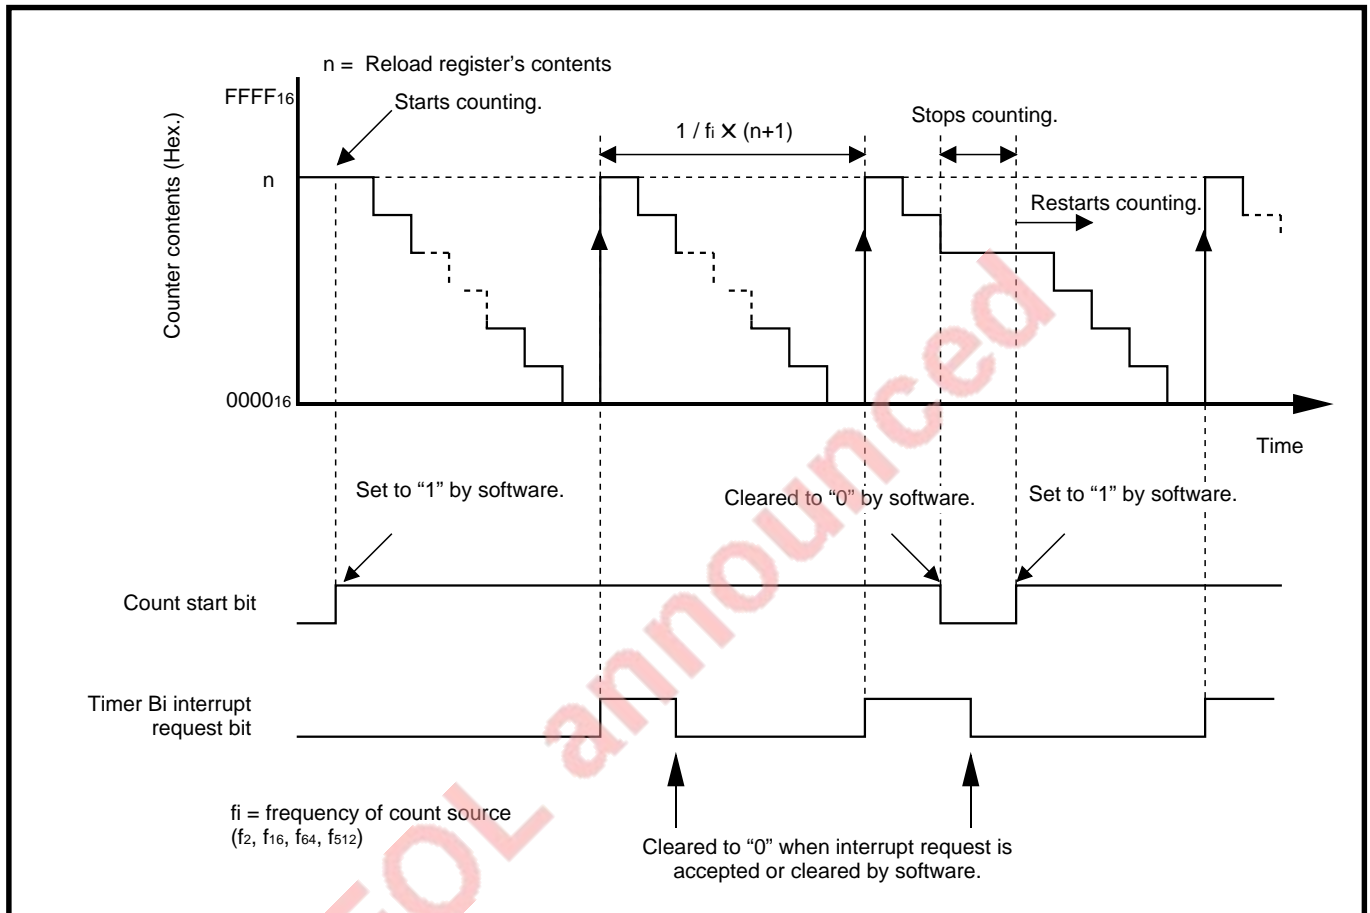 n = Reload register's contents
FFFF16
Starts counting.
Stops counting.
1 / fi × (n+1)
n
Restarts counting.
Counter contents (Hex.)
000016
Time
Set to “1” by software.
Cleared to “0” by software.
Set to “1” by software.
Count start bit
Timer Bi interrupt
request bit
fi = frequency of count source
(f2, f16, f64, f512)
Cleared to “0” when interrupt request is
accepted or cleared by software.
EOL announced